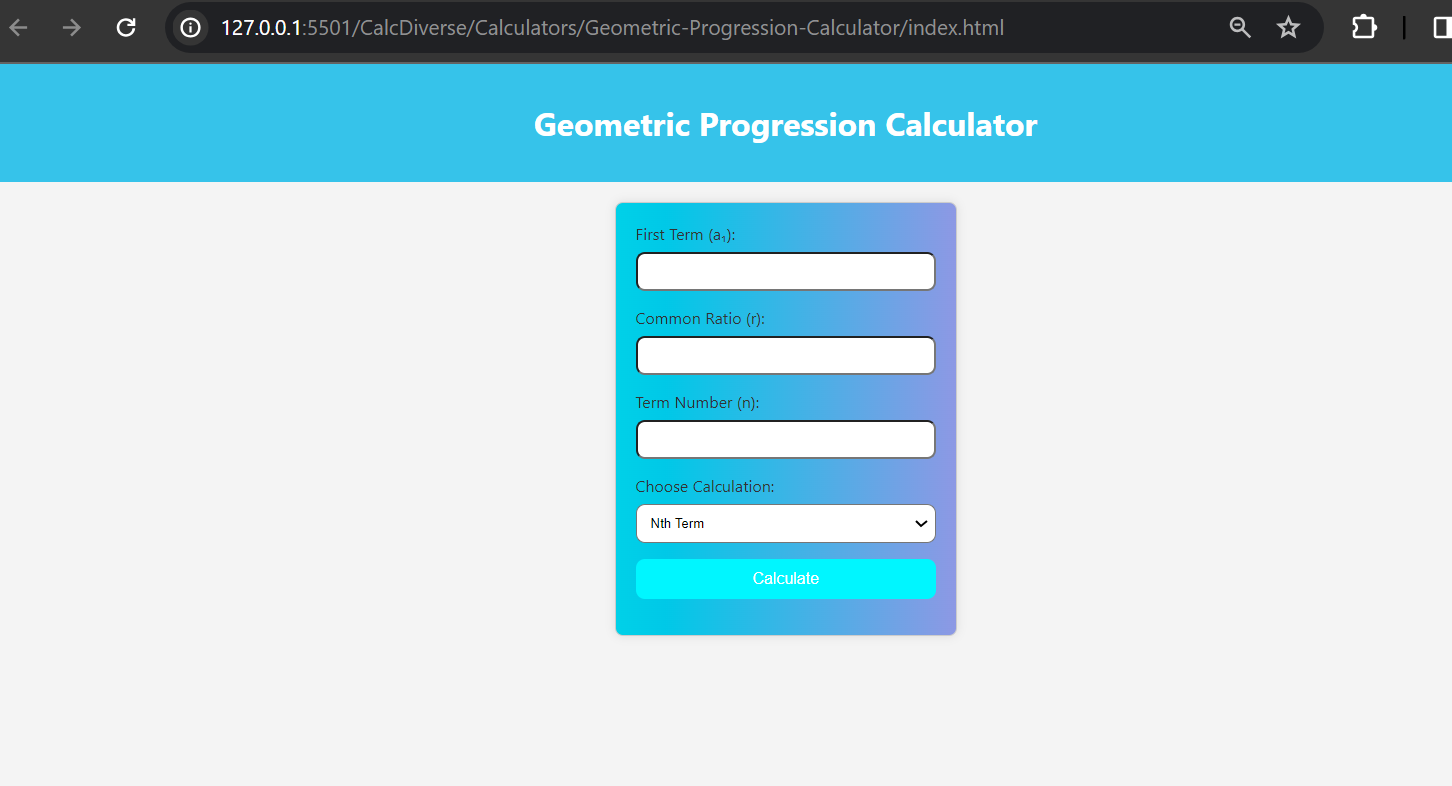 127.0.0.1:5501/CalcDiverse/Calculators/Geometric-Progression-Calculator/index.html
Geometric Progression Calculator
First Term (a₁):
Common Ratio (r):
Term Number (n):
Choose Calculation:
Nth Term
Calculate